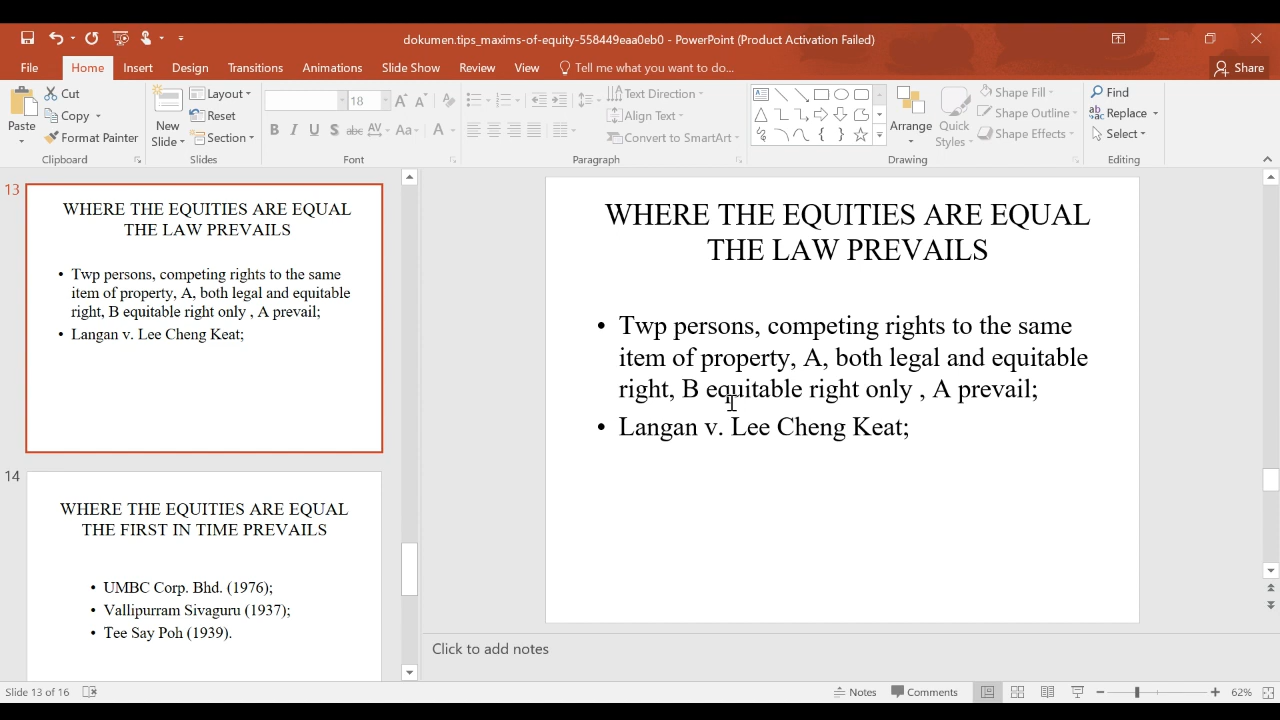 dokumen.tips_maxims-of-equity-558449eaa0eb0 - PowerPoint (Product Activation Failed)
File Home Insert Design Transitions Animations Slide Show Review View Tell me what you want to do... Share
Paste
Cut
Copy
Format Painter
Clipboard
New
Slide
Layout
Reset
Section
Slides
18
B I U S abc AV Aa A
Font
Text Direction
Align Text
Convert to SmartArt
Paragraph
Arrange
Quick
Styles
Shape Fill
Shape Outline
Shape Effects
Drawing
Find
Replace
Select
Editing
13
WHERE THE EQUITIES ARE EQUAL
THE LAW PREVAILS
• Twp persons, competing rights to the same
item of property, A, both legal and equitable
right, B equitable right only , A prevail;
• Langan v. Lee Cheng Keat;
14
WHERE THE EQUITIES ARE EQUAL
THE FIRST IN TIME PREVAILS
• UMBC Corp. Bhd. (1976);
• Vallipurram Sivaguru (1937);
• Tee Say Poh (1939).
WHERE THE EQUITIES ARE EQUAL
THE LAW PREVAILS
• Twp persons, competing rights to the same
item of property, A, both legal and equitable
right, B equitable right only , A prevail;
• Langan v. Lee Cheng Keat;
Click to add notes
Slide 13 of 16 Notes Comments 62%